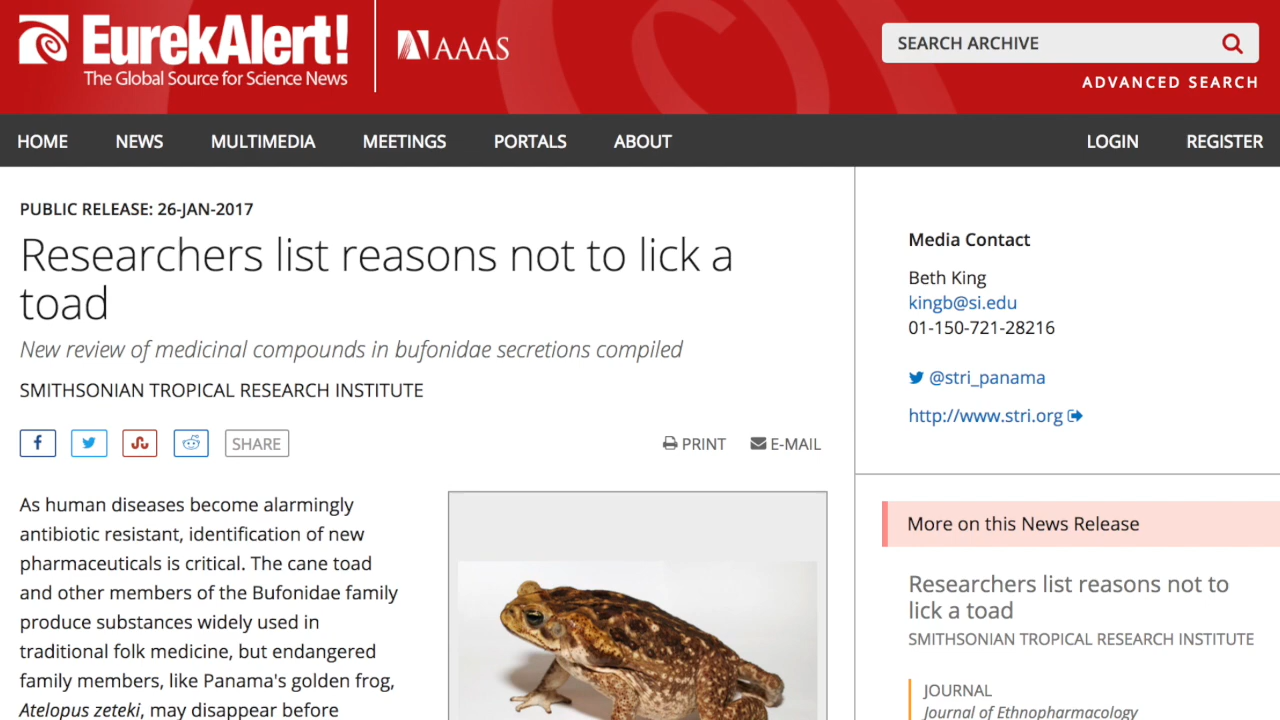 EurekAlert!
The Global Source for Science News
AAAS
SEARCH ARCHIVE
ADVANCED SEARCH
HOME NEWS MULTIMEDIA MEETINGS PORTALS ABOUT LOGIN REGISTER
PUBLIC RELEASE: 26-JAN-2017
Researchers list reasons not to lick a
toad
New review of medicinal compounds in bufonidae secretions compiled
SMITHSONIAN TROPICAL RESEARCH INSTITUTE
SHARE
PRINT E-MAIL
As human diseases become alarmingly
antibiotic resistant, identification of new
pharmaceuticals is critical. The cane toad
and other members of the Bufonidae family
produce substances widely used in
traditional folk medicine, but endangered
family members, like Panama's golden frog,
Atelopus zeteki, may disappear before
Media Contact
Beth King
kingb@si.edu
01-150-721-28216
@stri_panama
http://www.stri.org
More on this News Release
Researchers list reasons not to
lick a toad
SMITHSONIAN TROPICAL RESEARCH INSTITUTE
JOURNAL
Journal of Ethnopharmacology